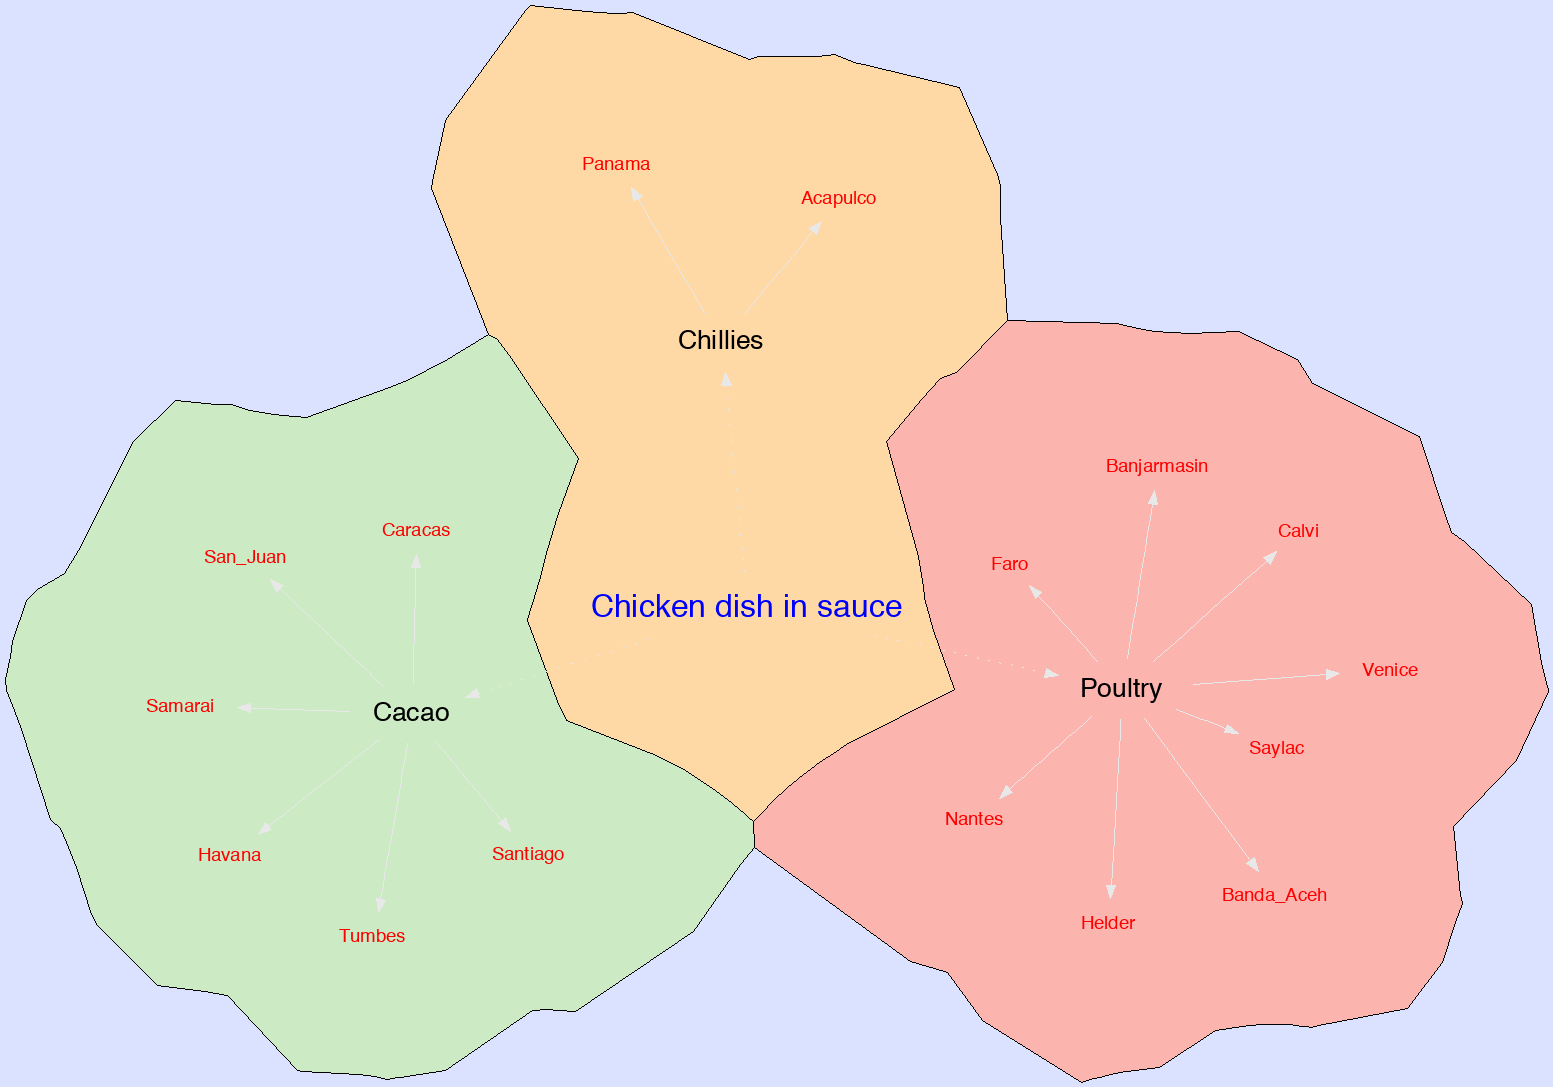 Panama
Acapulco
Chillies
Banjarmasin
Caracas
Calvi
San_Juan
Faro
Chicken dish in sauce
Venice
Poultry
Samarai
Cacao
Saylac
Nantes
Santiago
Havana
Banda_Aceh
Helder
Tumbes